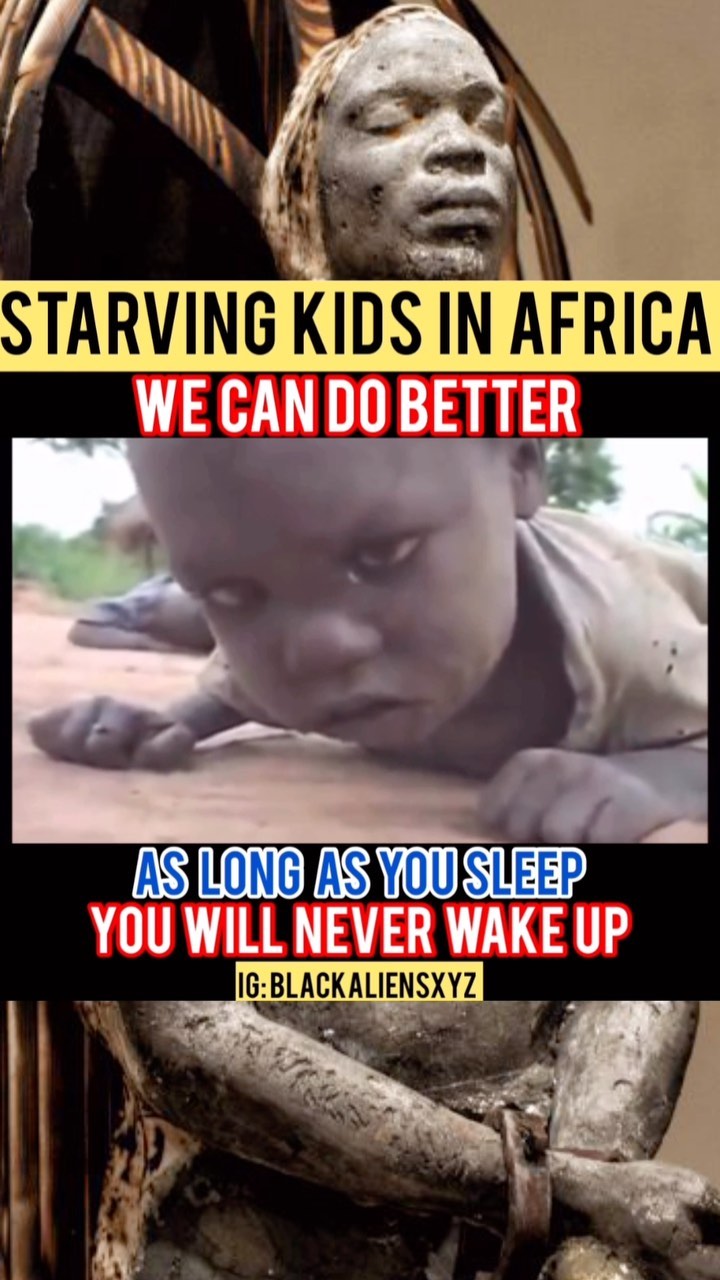 STARVING KIDS IN AFRICA
WE CAN DO BETTER
AS LONG AS YOU SLEEP
YOU WILL NEVER WAKE UP
IG: BLACKALIENSXYZ